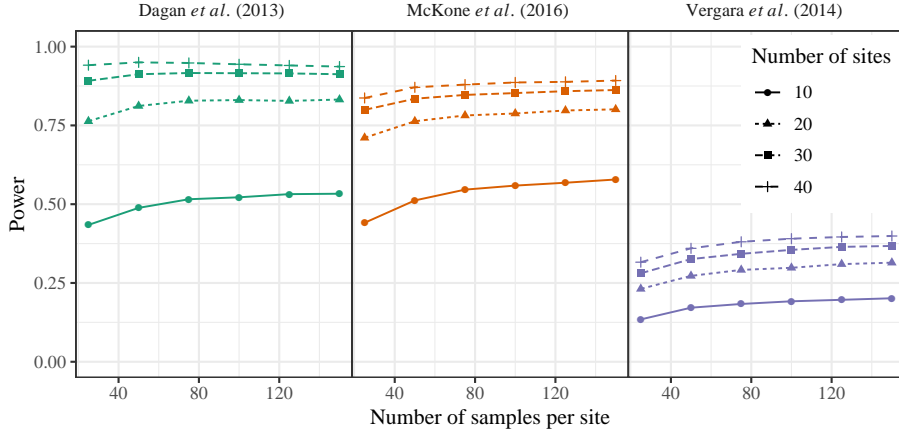 Dagan et al. (2013)
McKone et al. (2016)
Vergara et al. (2014)
Power
1.00
0.75
0.50
0.25
0.00
Number of sites
10
20
30
40
40 80 120
40 80 120
40 80 120
Number of samples per site